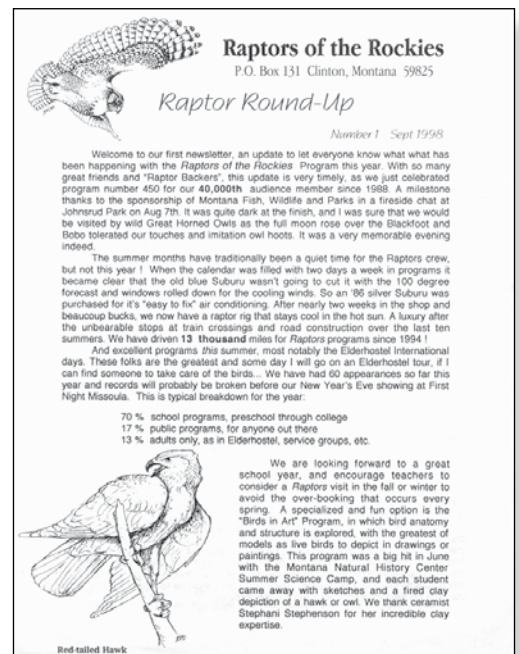 Raptors of the Rockies
P.O. Box 131 Clinton, Montana 59825
Raptor Round-Up
Number 1 Sept 1998
Welcome to our first newsletter, an update to let everyone know what what has
been happening with the Raptors of the Rockies Program this year. With so many
great friends and "Raptor Backers", this update is very timely, as we just celebrated
program number 450 for our 40,000th audience member since 1988. A milestone
thanks to the sponsorship of Montana Fish, Wildlife and Parks in a fireside chat at
Johnsrud Park on Aug 7th. It was quite dark at the finish, and I was sure that we would
be visited by wild Great Horned Owls as the full moon rose over the Blackfoot and
Bobo tolerated our touches and imitation owl hoots. It was a very memorable evening
indeed.
The summer months have traditionally been a quiet time for the Raptors crew,
but not this year ! When the calendar was filled with two days a week in programs it
became clear that the old blue Suburu wasn't going to cut it with the 100 degree
forecast and windows rolled down for the cooling winds. So an '86 silver Suburu was
purchased for it's "easy to fix" air conditioning. After nearly two weeks in the shop and
beaucoup bucks, we now have a raptor rig that stays cool in the hot sun. A luxury after
the unbearable stops at train crossings and road construction over the last ten
summers. We have driven 13 thousand miles for Raptors programs since 1994 !
And excellent programs this summer, most notably the Elderhostel International
days. These folks are the greatest and some day I will go on an Elderhostel tour, if I
can find someone to take care of the birds... We have had 60 appearances so far this
year and records will probably be broken before our New Year's Eve showing at First
Night Missoula. This is typical breakdown for the year:
70 % school programs, preschool through college
17 % public programs, for anyone out there
13 % adults only, as in Elderhostel, service groups, etc.
We are looking forward to a great
school year, and encourage teachers to
consider a Raptors visit in the fall or winter to
avoid the over-booking that occurs every
spring. A specialized and fun option is the
"Birds in Art" Program, in which bird anatomy
and structure is explored, with the greatest of
models as live birds to depict in drawings or
paintings. This program was a big hit in June
with the Montana Natural History Center
Summer Science Camp, and each student
came away with sketches and a fired clay
depiction of a hawk or owl. We thank ceramist
Stephani Stephenson for her incredible clay
expertise.
Red-tailed Hawk